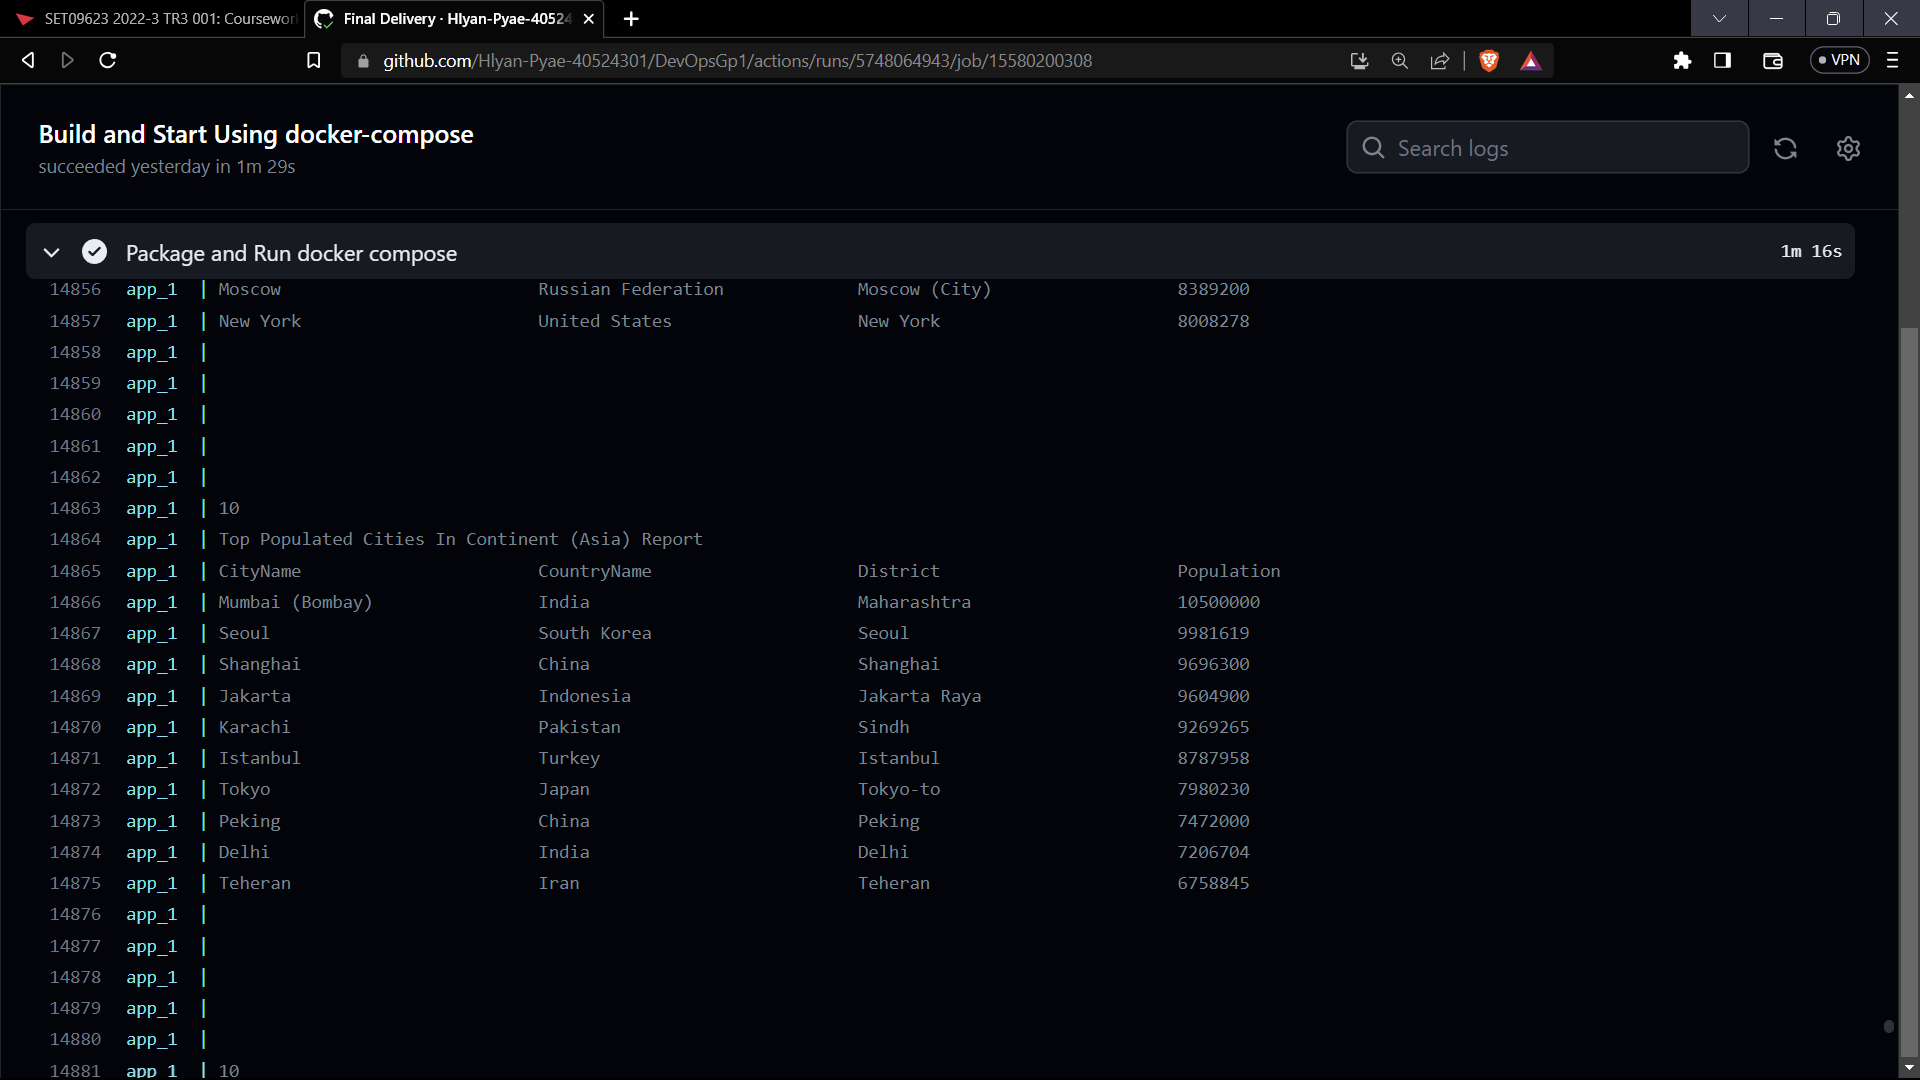 SET09623 2022-3 TR3 001: Coursewor
Final Delivery · Hlyan-Pyae-40524
github.com/Hlyan-Pyae-40524301/DevOpsGp1/actions/runs/5748064943/job/15580200308
VPN
Build and Start Using docker-compose
succeeded yesterday in 1m 29s
Search logs
Package and Run docker compose 1m 16s
14856 app_1 | Moscow Russian Federation Moscow (City) 8389200
14857 app_1 | New York United States New York 8008278
14858 app_1 |
14859 app_1 |
14860 app_1 |
14861 app_1 |
14862 app_1 |
14863 app_1 | 10
14864 app_1 | Top Populated Cities In Continent (Asia) Report
14865 app_1 | CityName CountryName District Population
14866 app_1 | Mumbai (Bombay) India Maharashtra 10500000
14867 app_1 | Seoul South Korea Seoul 9981619
14868 app_1 | Shanghai China Shanghai 9696300
14869 app_1 | Jakarta Indonesia Jakarta Raya 9604900
14870 app_1 | Karachi Pakistan Sindh 9269265
14871 app_1 | Istanbul Turkey Istanbul 8787958
14872 app_1 | Tokyo Japan Tokyo-to 7980230
14873 app_1 | Peking China Peking 7472000
14874 app_1 | Delhi India Delhi 7206704
14875 app_1 | Teheran Iran Teheran 6758845
14876 app_1 |
14877 app_1 |
14878 app_1 |
14879 app_1 |
14880 app_1 |
14881 app_1 | 10